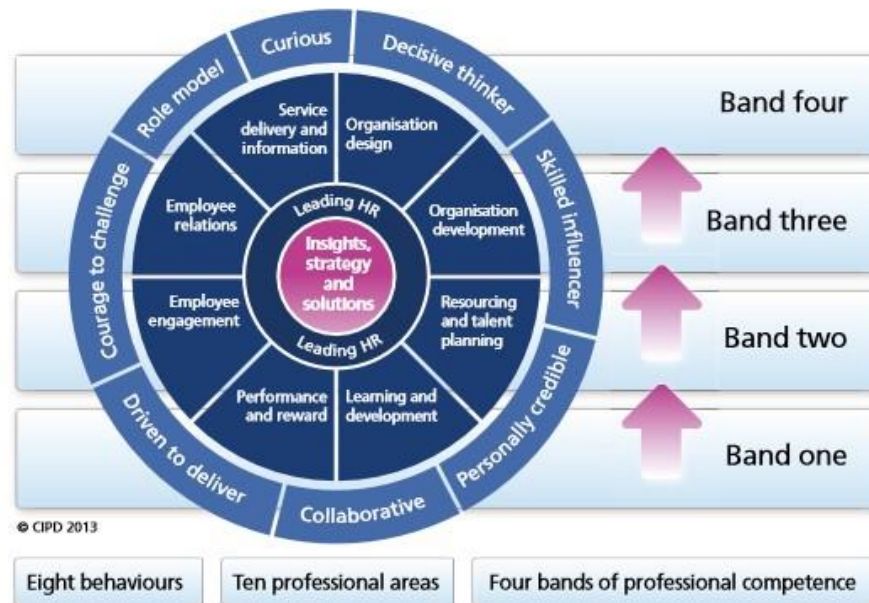 Curious
Decisive thinker
Skilled influencer
Personally credible
Collaborative
Driven to deliver
Courage to challenge
Role model
Service
delivery and
information
Organisation
design
Organisation
development
Resourcing
and talent
planning
Learning and
development
Performance
and reward
Employee
engagement
Employee
relations
Leading HR
Insights,
strategy
and
solutions
Leading HR
Band four
Band three
Band two
Band one
© CIPD 2013
Eight behaviours
Ten professional areas
Four bands of professional competence